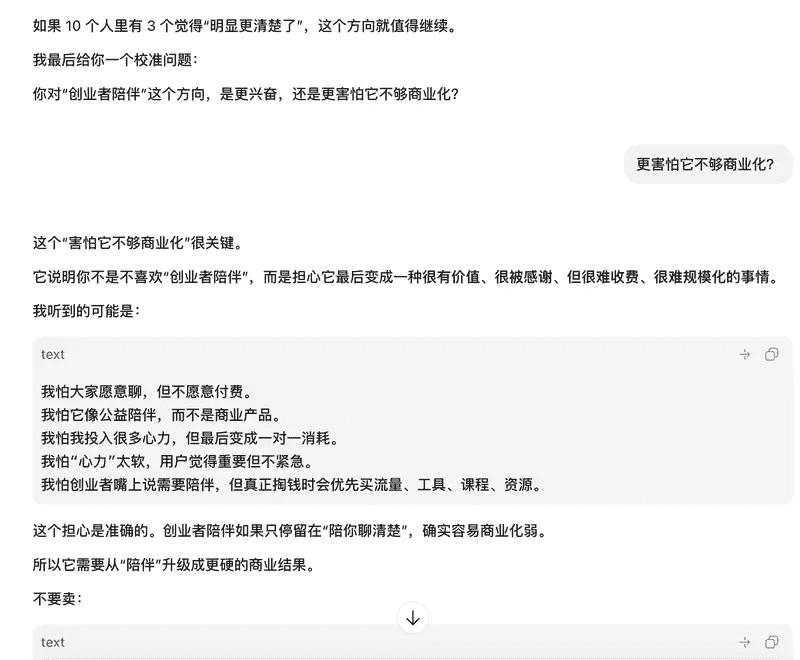 如果 10 个人里有 3 个觉得“明显更清楚了”，这个方向就值得继续。
我最后给你一个校准问题：
你对“创业者陪伴”这个方向，是更兴奋，还是更害怕它不够商业化？
更害怕它不够商业化？
这个“害怕它不够商业化”很关键。
它说明你不是不喜欢“创业者陪伴”，而是担心它最后变成一种很有价值、很被感谢、但很难收费、很难规模化的事情。
我听到的可能是：
text
我怕大家愿意聊，但不愿意付费。
我怕它像公益陪伴，而不是商业产品。
我怕我投入很多心力，但最后变成一对一消耗。
我怕“心力”太软，用户觉得重要但不紧急。
我怕创业者嘴上说需要陪伴，但真正掏钱时会优先买流量、工具、课程、资源。
这个担心是准确的。创业者陪伴如果只停留在“陪你聊清楚”，确实容易商业化弱。
所以它需要从“陪伴”升级成更硬的商业结果。
不要卖：
text